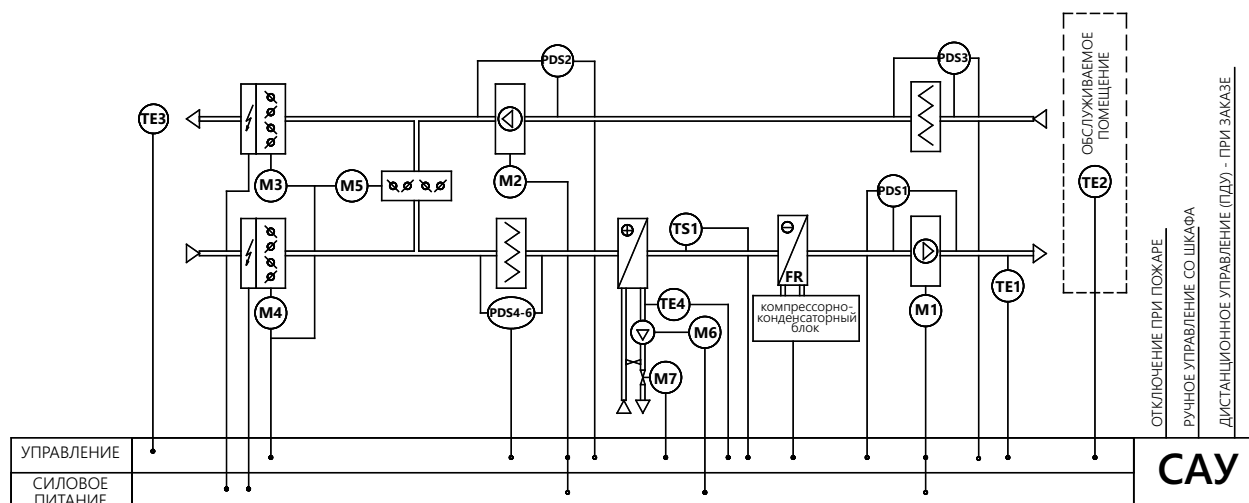 PDS2
PDS3
TE3
M3
M5
M2
PDS1
TE2
ОБСЛУЖИВАЕМОЕ
ПОМЕЩЕНИЕ
TS1
FR
M4
PDS4-6
TE4
M6
M7
компрессорно-
конденсаторный
блок
M1
TE1
ОТКЛЮЧЕНИЕ ПРИ ПОЖАРЕ
РУЧНОЕ УПРАВЛЕНИЕ СО ШКАФА
ДИСТАНЦИОННОЕ УПРАВЛЕНИЕ (ПДУ) - ПРИ ЗАКАЗЕ
УПРАВЛЕНИЕ
СИЛОВОЕ
ПИТАНИЕ
САУ